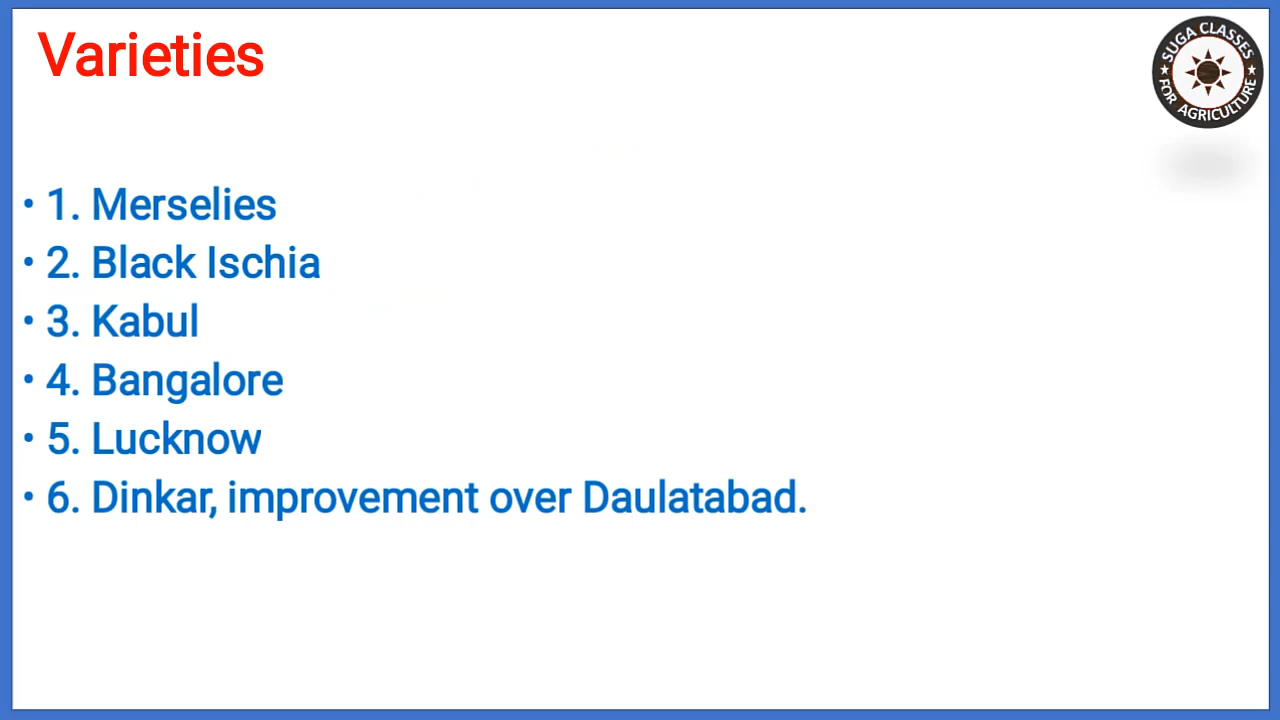 Varieties
SUGA CLASSES
FOR AGRICULTURE
• 1. Merselies
• 2. Black Ischia
• 3. Kabul
• 4. Bangalore
• 5. Lucknow
• 6. Dinkar, improvement over Daulatabad.